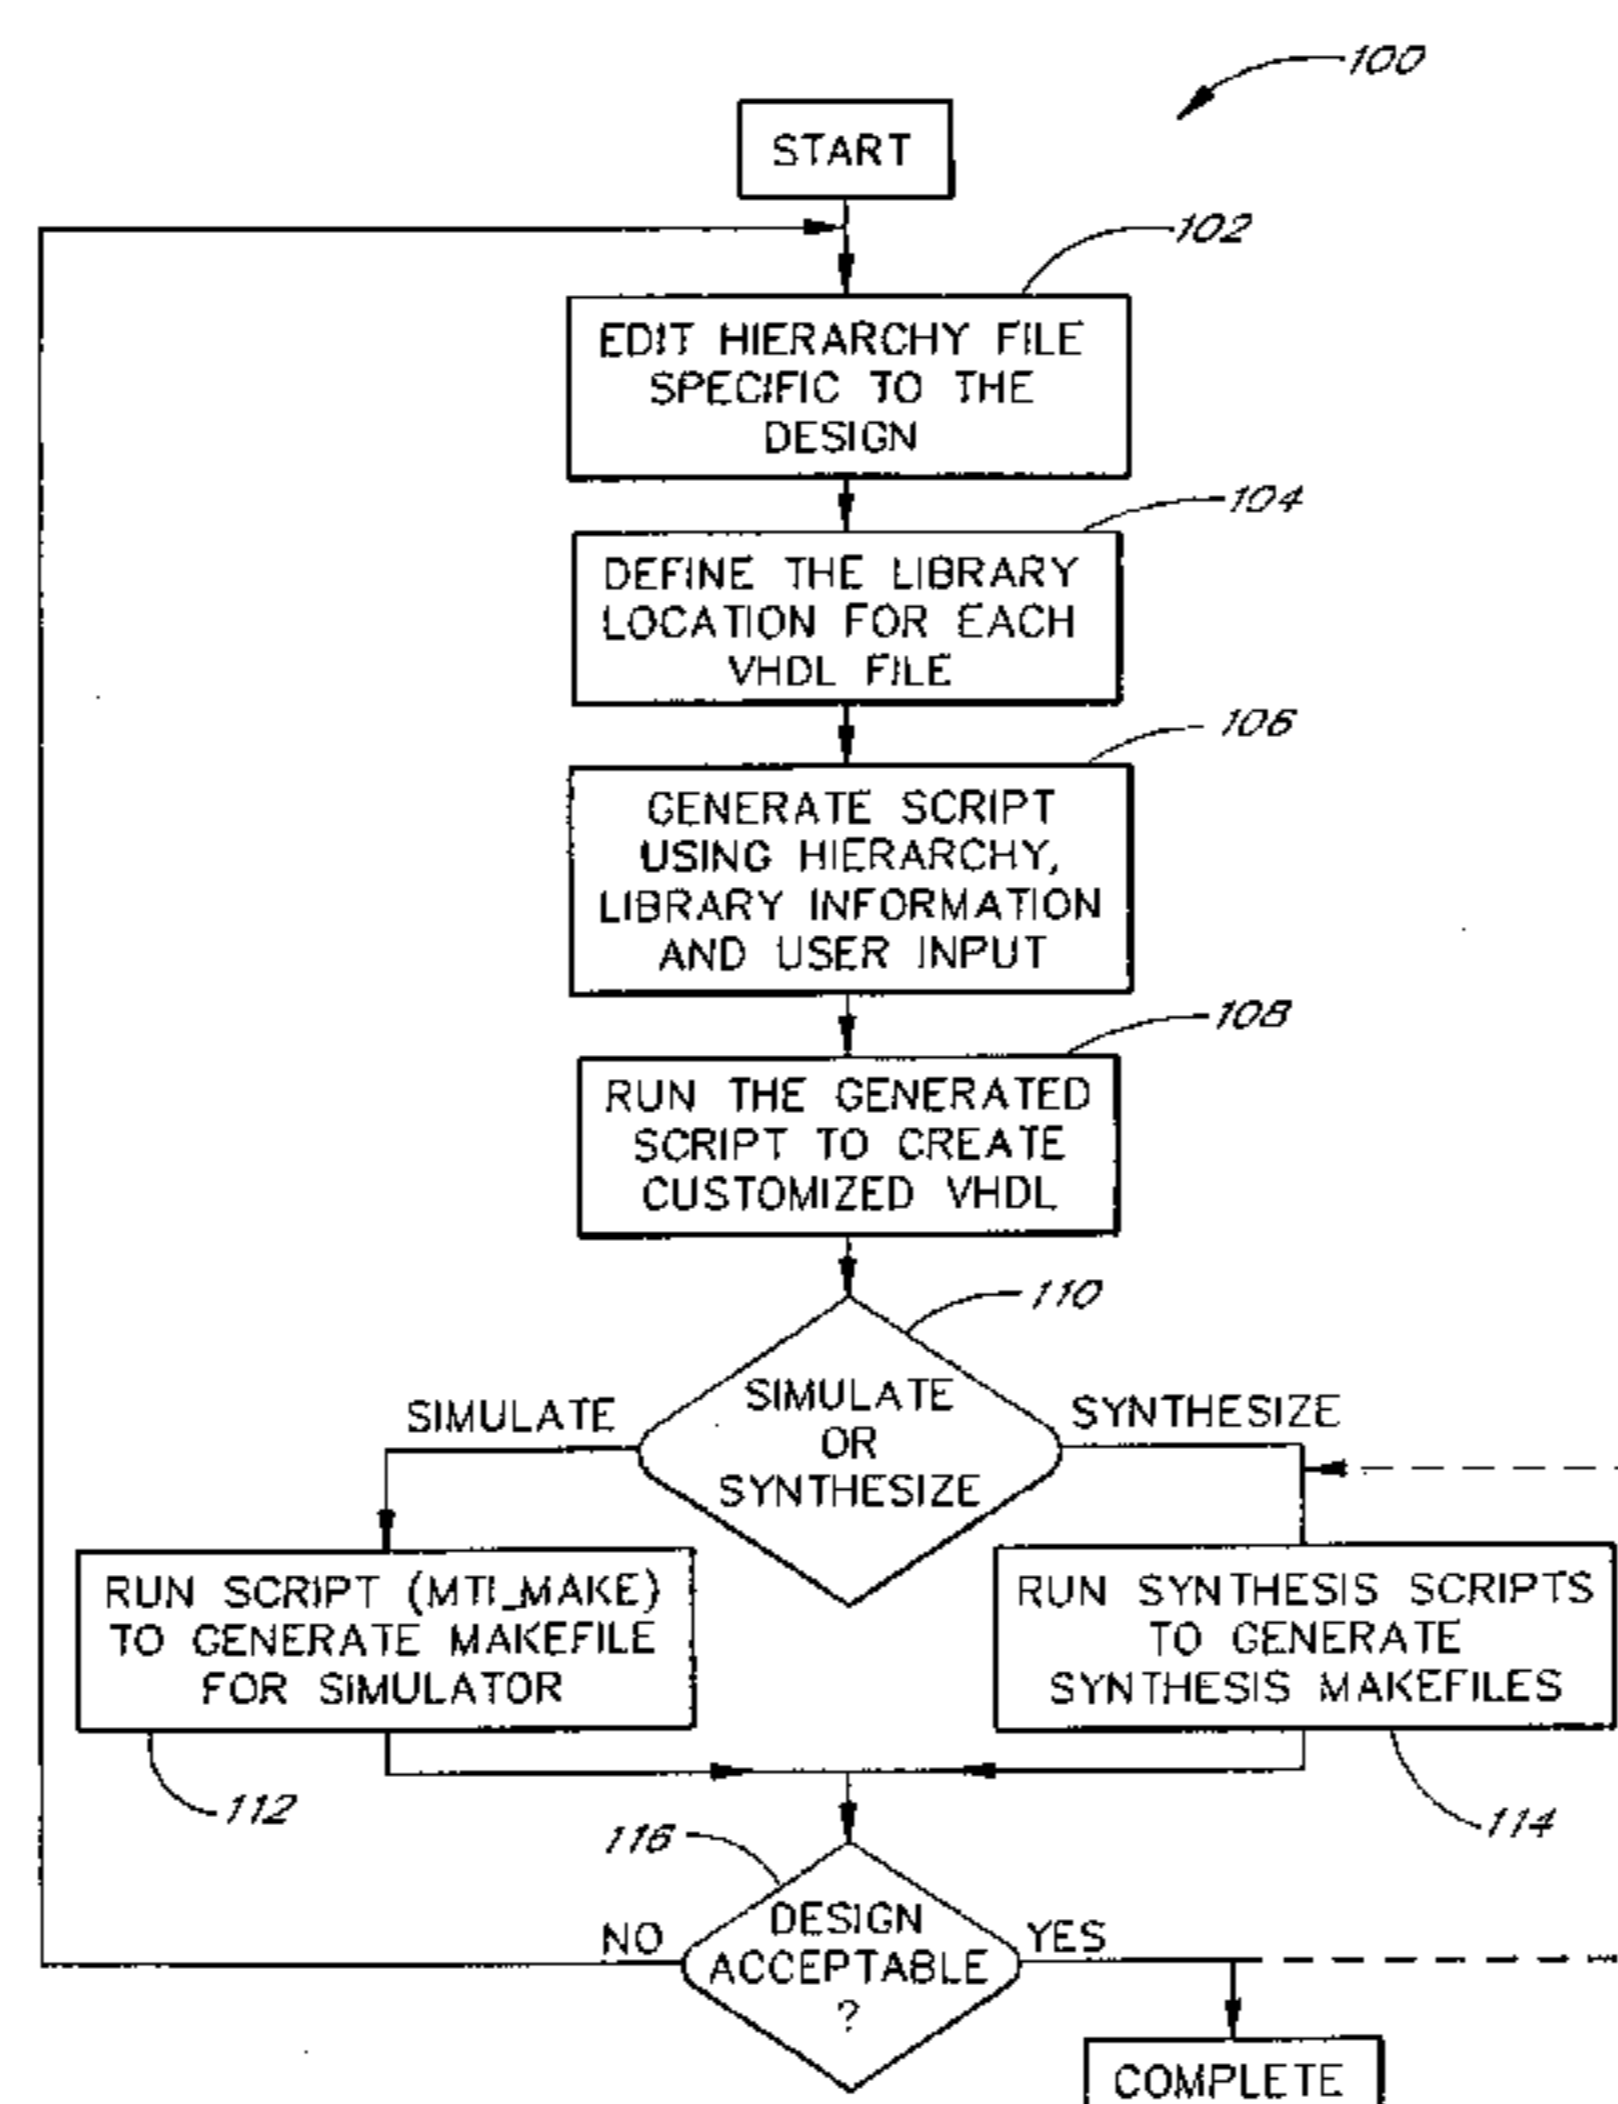 100
START
102
EDIT HIERARCHY FILE
SPECIFIC TO THE
DESIGN
104
DEFINE THE LIBRARY
LOCATION FOR EACH
VHDL FILE
106
GENERATE SCRIPT
USING HIERARCHY,
LIBRARY INFORMATION
AND USER INPUT
108
RUN THE GENERATED
SCRIPT TO CREATE
CUSTOMIZED VHDL
110
SIMULATE
OR
SYNTHESIZE
SIMULATE
SYNTHESIZE
RUN SCRIPT (MTI_MAKE)
TO GENERATE MAKEFILE
FOR SIMULATOR
112
RUN SYNTHESIS SCRIPTS
TO GENERATE
SYNTHESIS MAKEFILES
114
116
DESIGN
ACCEPTABLE
?
NO
YES
COMPLETE